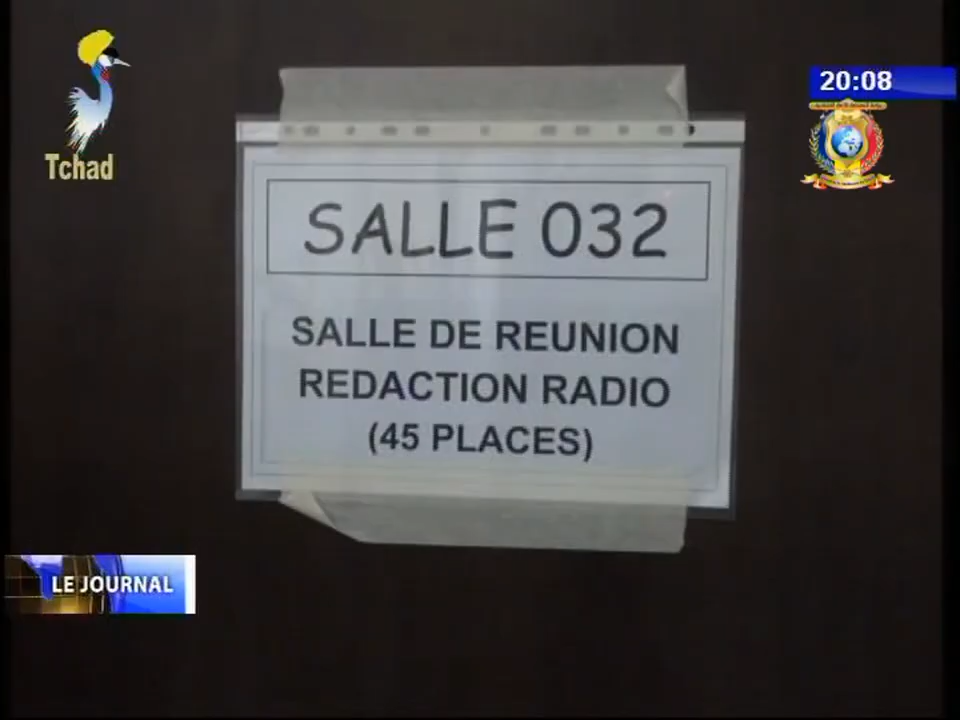 Tchad
20:08
SALLE 032
SALLE DE REUNION
REDACTION RADIO
(45 PLACES)
LE JOURNAL